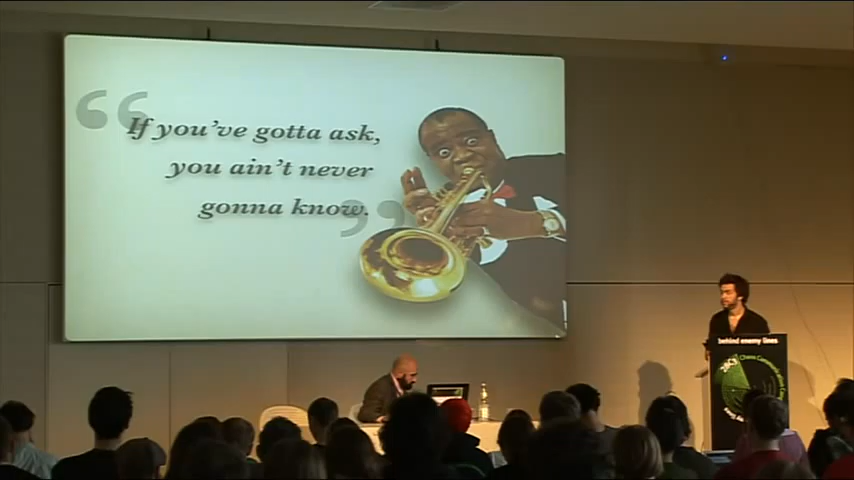 “If you’ve gotta ask,
you ain’t never
gonna know.”
behind enemy lines